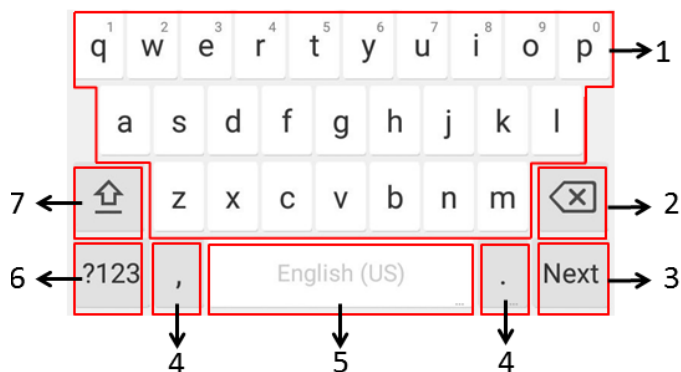 1 2 3 4 5 6 7 8 9 0
q w e r t y u i o p 1
a s d f g h j k l
7 z x c v b n m 2
6 ?123 , English (US) . Next 3
4 5 4